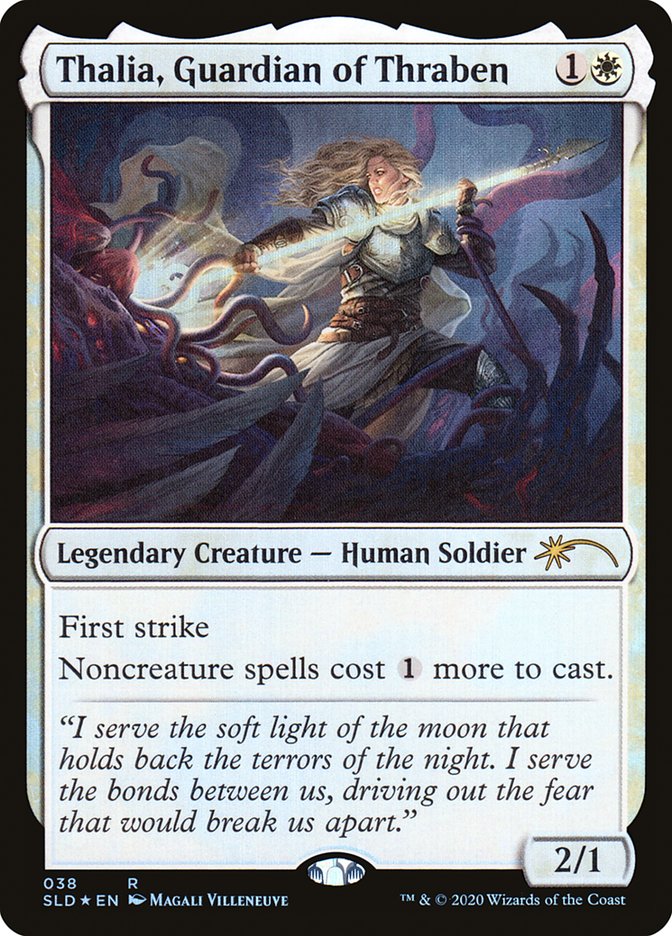 Thalia, Guardian of Thraben 1
Legendary Creature — Human Soldier
First strike
Noncreature spells cost 1 more to cast.
“I serve the soft light of the moon that
holds back the terrors of the night. I serve
the bonds between us, driving out the fear
that would break us apart.”
2/1
038 R
SLD★EN MAGALI VILLENEUVE
™ & © 2020 Wizards of the Coast